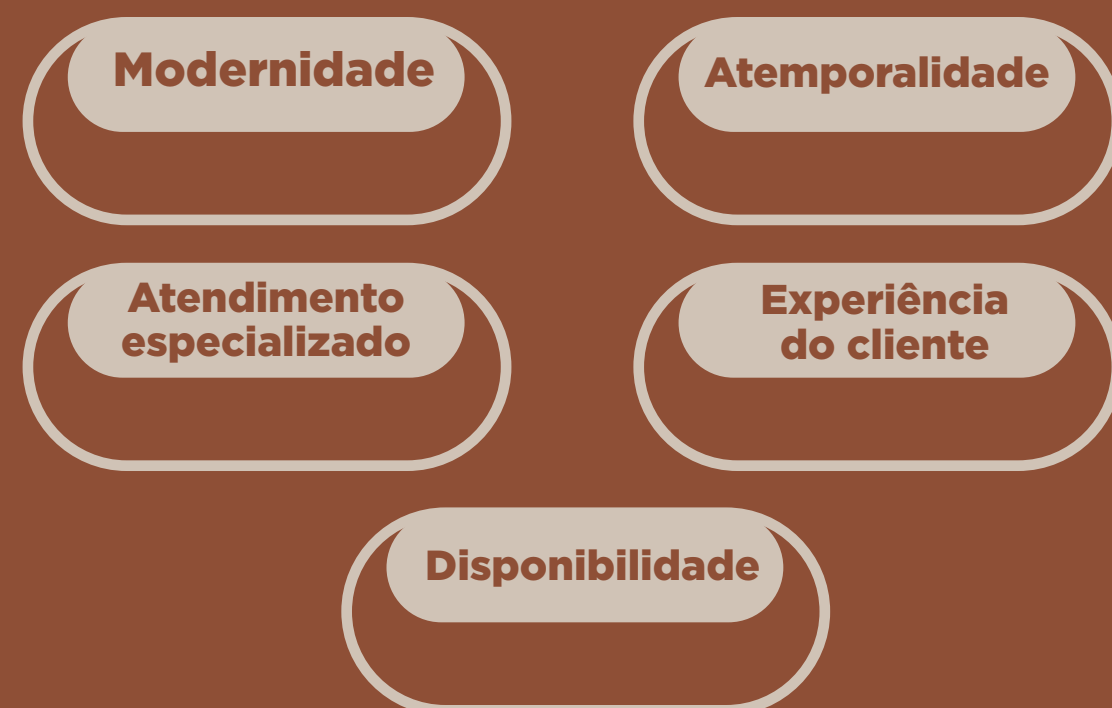 Modernidade
Atemporalidade
Atendimento
especializado
Experiência
do cliente
Disponibilidade